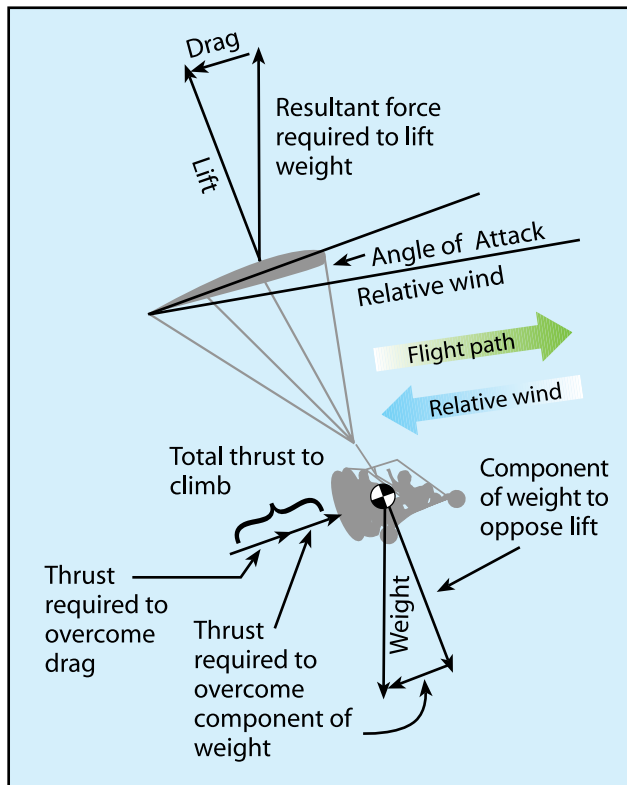 Drag
Lift
Resultant force
required to lift
weight
Angle of Attack
Relative wind
Flight path
Relative wind
Total thrust to
climb
Component
of weight to
oppose lift
Thrust
required to
overcome
drag
Thrust
required to
overcome
component of
weight
Weight